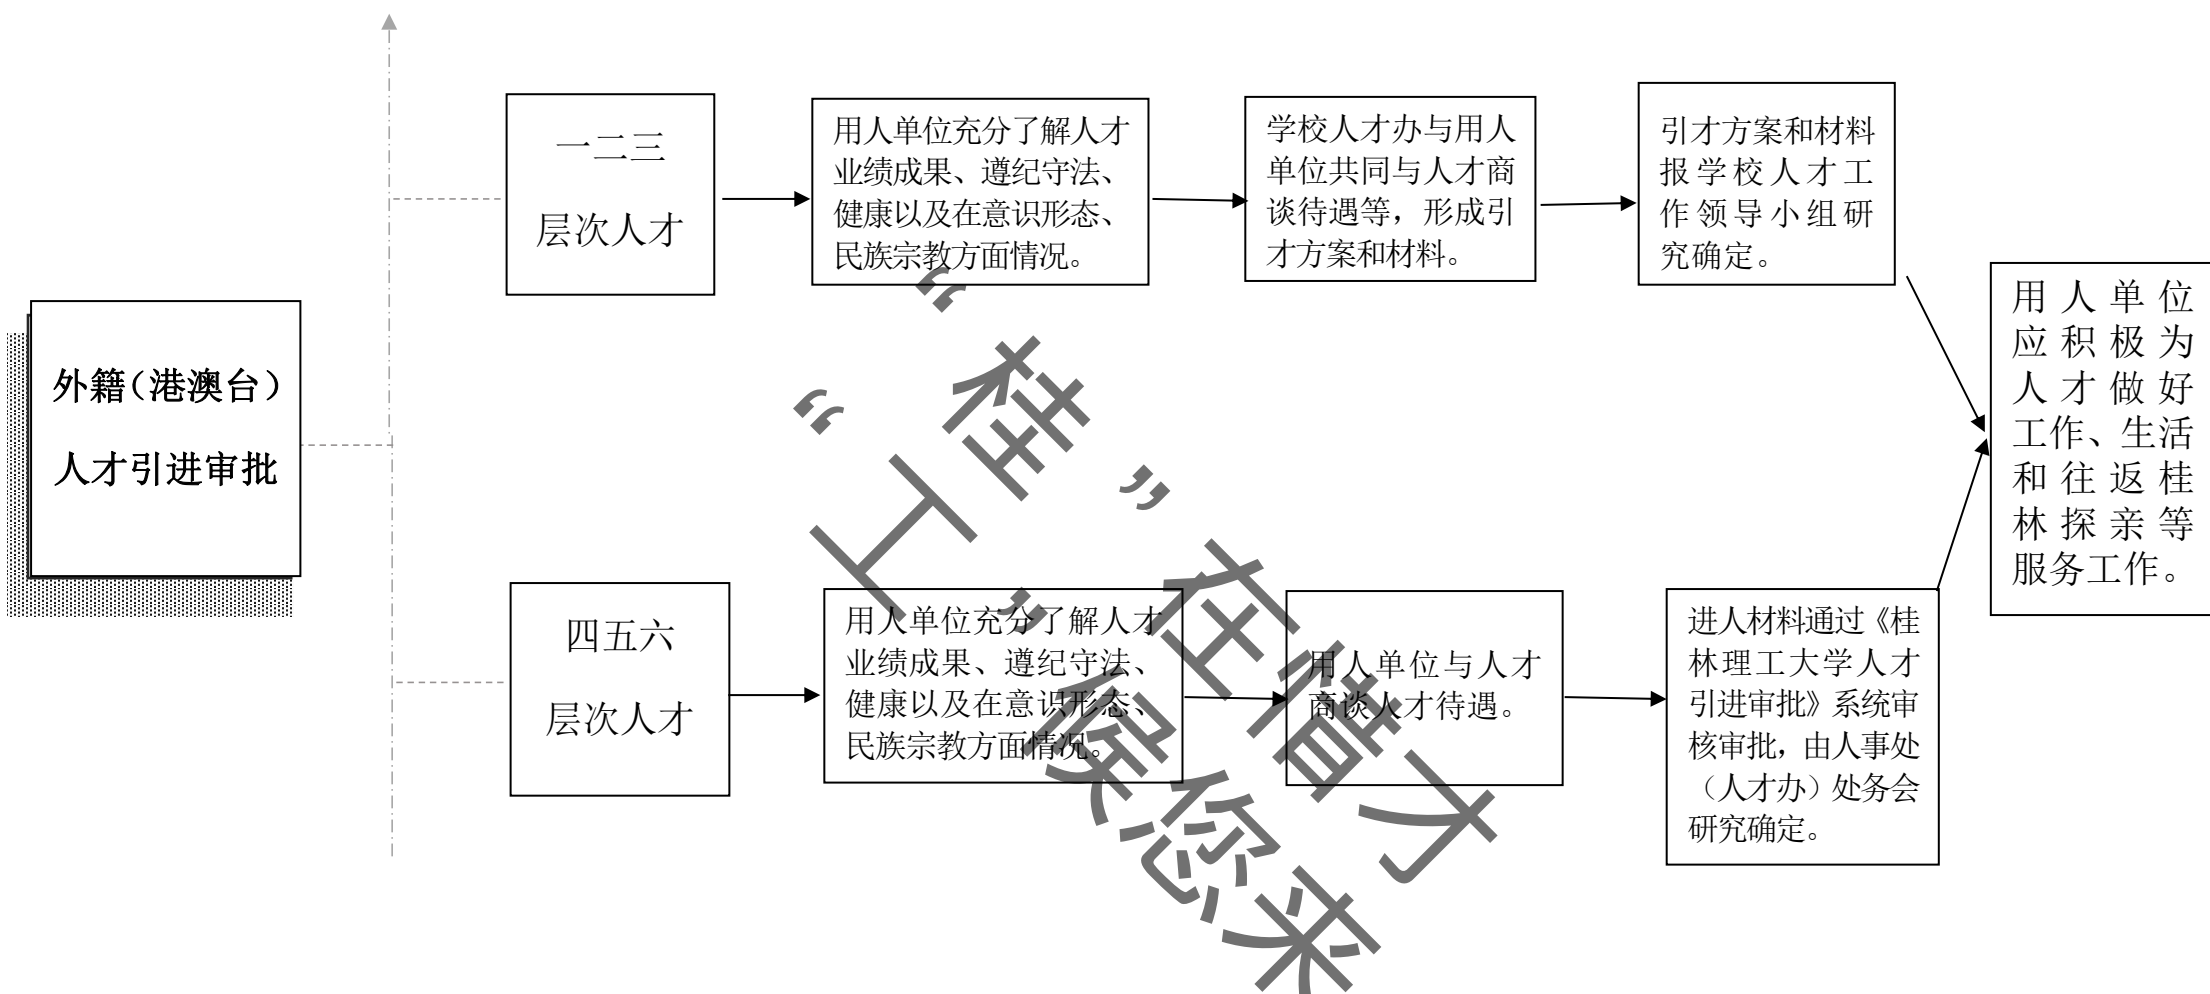 外籍（港澳台）
人才引进审批
一二三
层次人才
用人单位充分了解人才
业绩成果、遵纪守法、
健康以及在意识形态、
民族宗教方面情况。
学校人才办与用人
单位共同与人才商
谈待遇等，形成引
才方案和材料。
引才方案和材料
报学校人才工
作领导小组研
究确定。
四五六
层次人才
用人单位充分了解人才
业绩成果、遵纪守法、
健康以及在意识形态、
民族宗教方面情况。
用人单位与人才
商谈人才待遇。
进人材料通过《桂
林理工大学人才
引进审批》系统审
核审批，由人事处
（人才办）处务会
研究确定。
用人单位
应积极为
人才做好
工作、生活
和往返桂
林探亲等
服务工作。
“桂”在惜才
“工”候您来